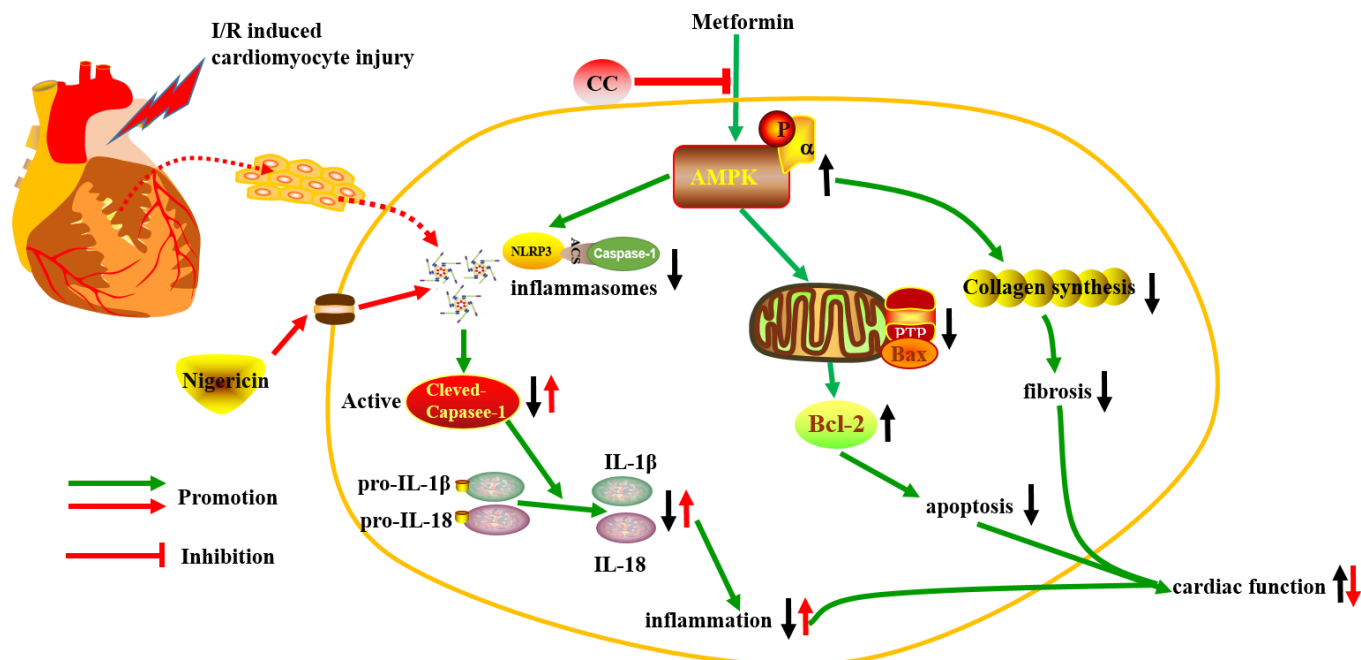 I/R induced
cardiomyocyte injury
Metformin
CC
P
α
AMPK
NLRP3
ACS
Caspase-1
inflammasomes
Collagen synthesis
PTP
Bax
Nigericin
Active
Cleved-
Capasee-1
fibrosis
Bcl-2
IL-1β
pro-IL-1β
pro-IL-18
IL-18
Promotion
Inhibition
apoptosis
cardiac function
inflammation